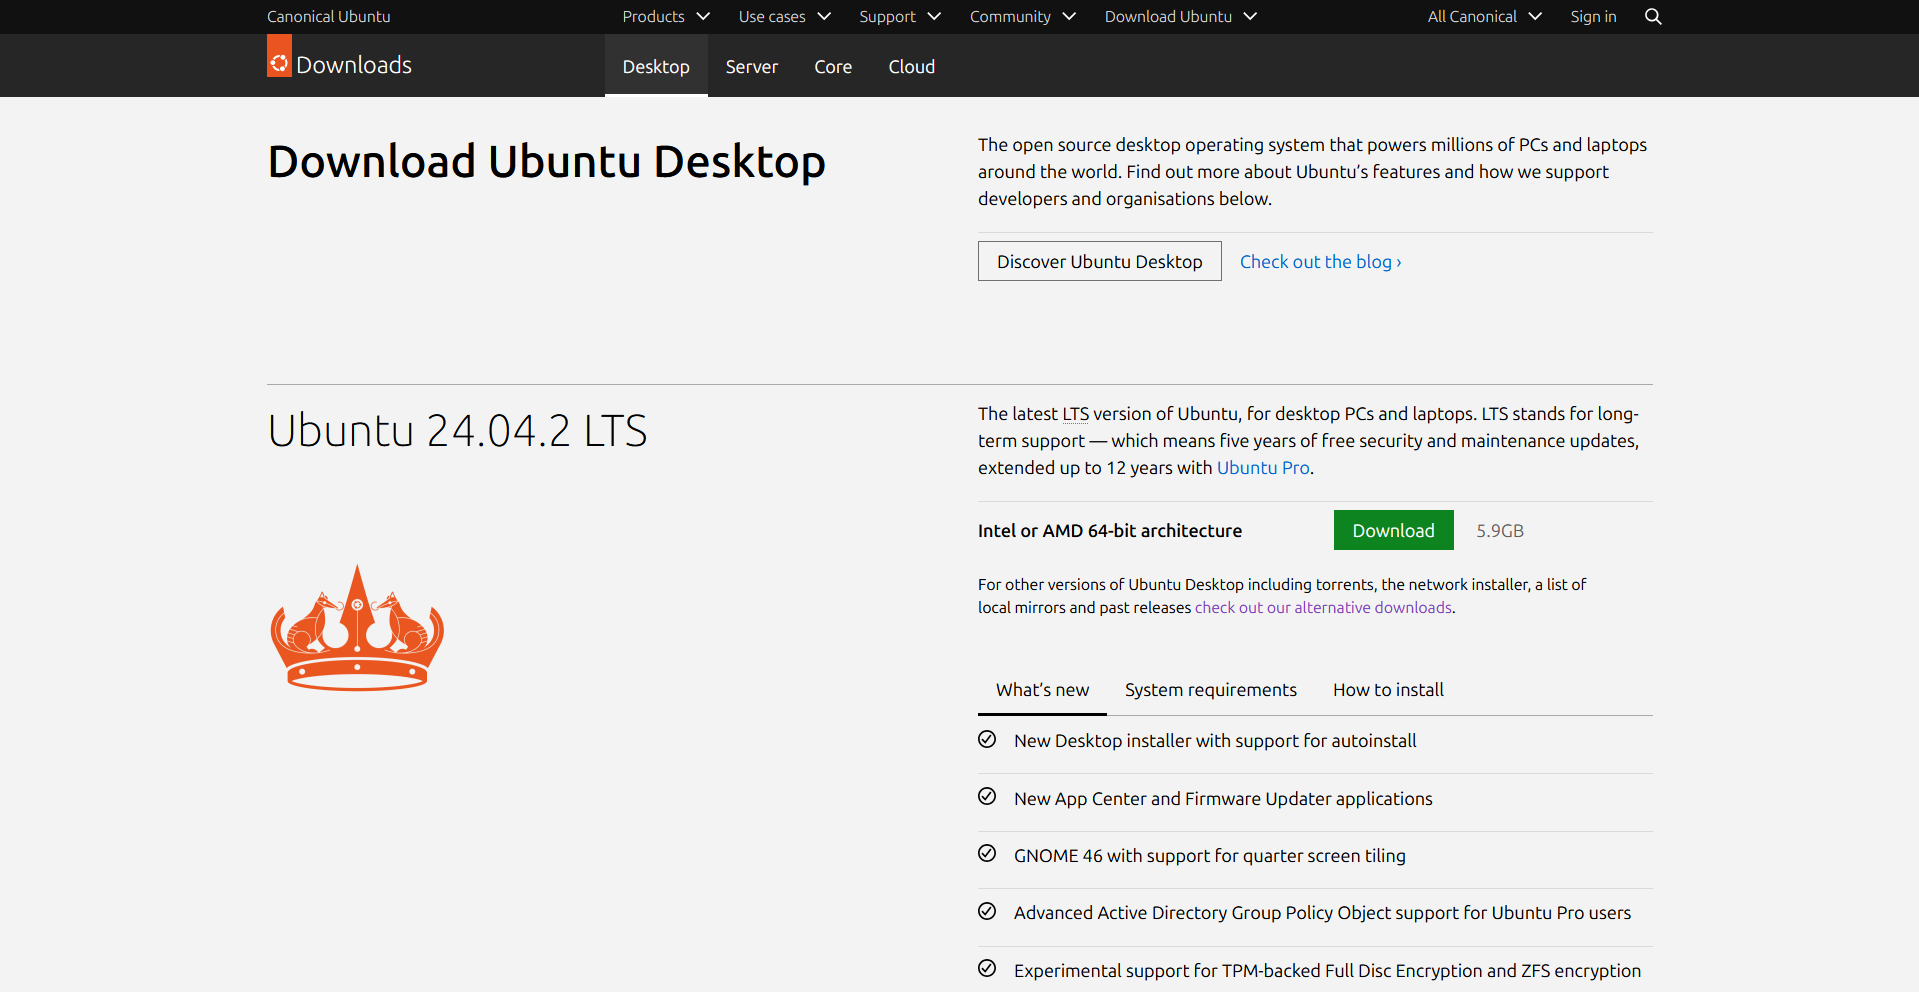 Canonical Ubuntu
Products
Use cases
Support
Community
Download Ubuntu
All Canonical
Sign in
Downloads
Desktop
Server
Core
Cloud
Download Ubuntu Desktop
The open source desktop operating system that powers millions of PCs and laptops
around the world. Find out more about Ubuntu’s features and how we support
developers and organisations below.
Discover Ubuntu Desktop
Check out the blog ›
Ubuntu 24.04.2 LTS
The latest LTS version of Ubuntu, for desktop PCs and laptops. LTS stands for long-
term support — which means five years of free security and maintenance updates,
extended up to 12 years with Ubuntu Pro.
Intel or AMD 64-bit architecture
Download
5.9GB
For other versions of Ubuntu Desktop including torrents, the network installer, a list of
local mirrors and past releases check out our alternative downloads.
What’s new
System requirements
How to install
New Desktop installer with support for autoinstall
New App Center and Firmware Updater applications
GNOME 46 with support for quarter screen tiling
Advanced Active Directory Group Policy Object support for Ubuntu Pro users
Experimental support for TPM-backed Full Disc Encryption and ZFS encryption